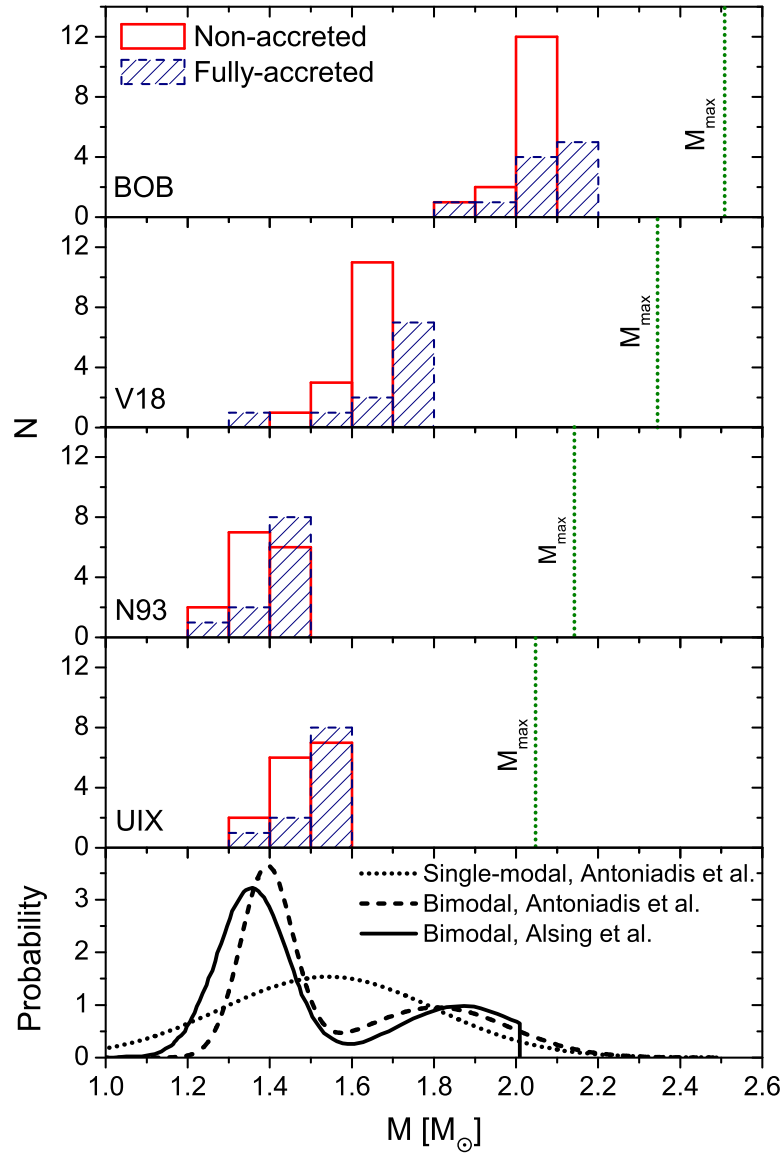 Non-accreted
Fully-accreted
12
8
4
0
BOB
M_max
12
8
4
0
V18
M_max
N
12
8
4
0
N93
M_max
12
8
4
0
UIX
M_max
Single-modal, Antoniadis et al.
Bimodal, Antoniadis et al.
Bimodal, Alsing et al.
Probability
3
2
1
0
1.0 1.2 1.4 1.6 1.8 2.0 2.2 2.4 2.6
M [M_⊙]